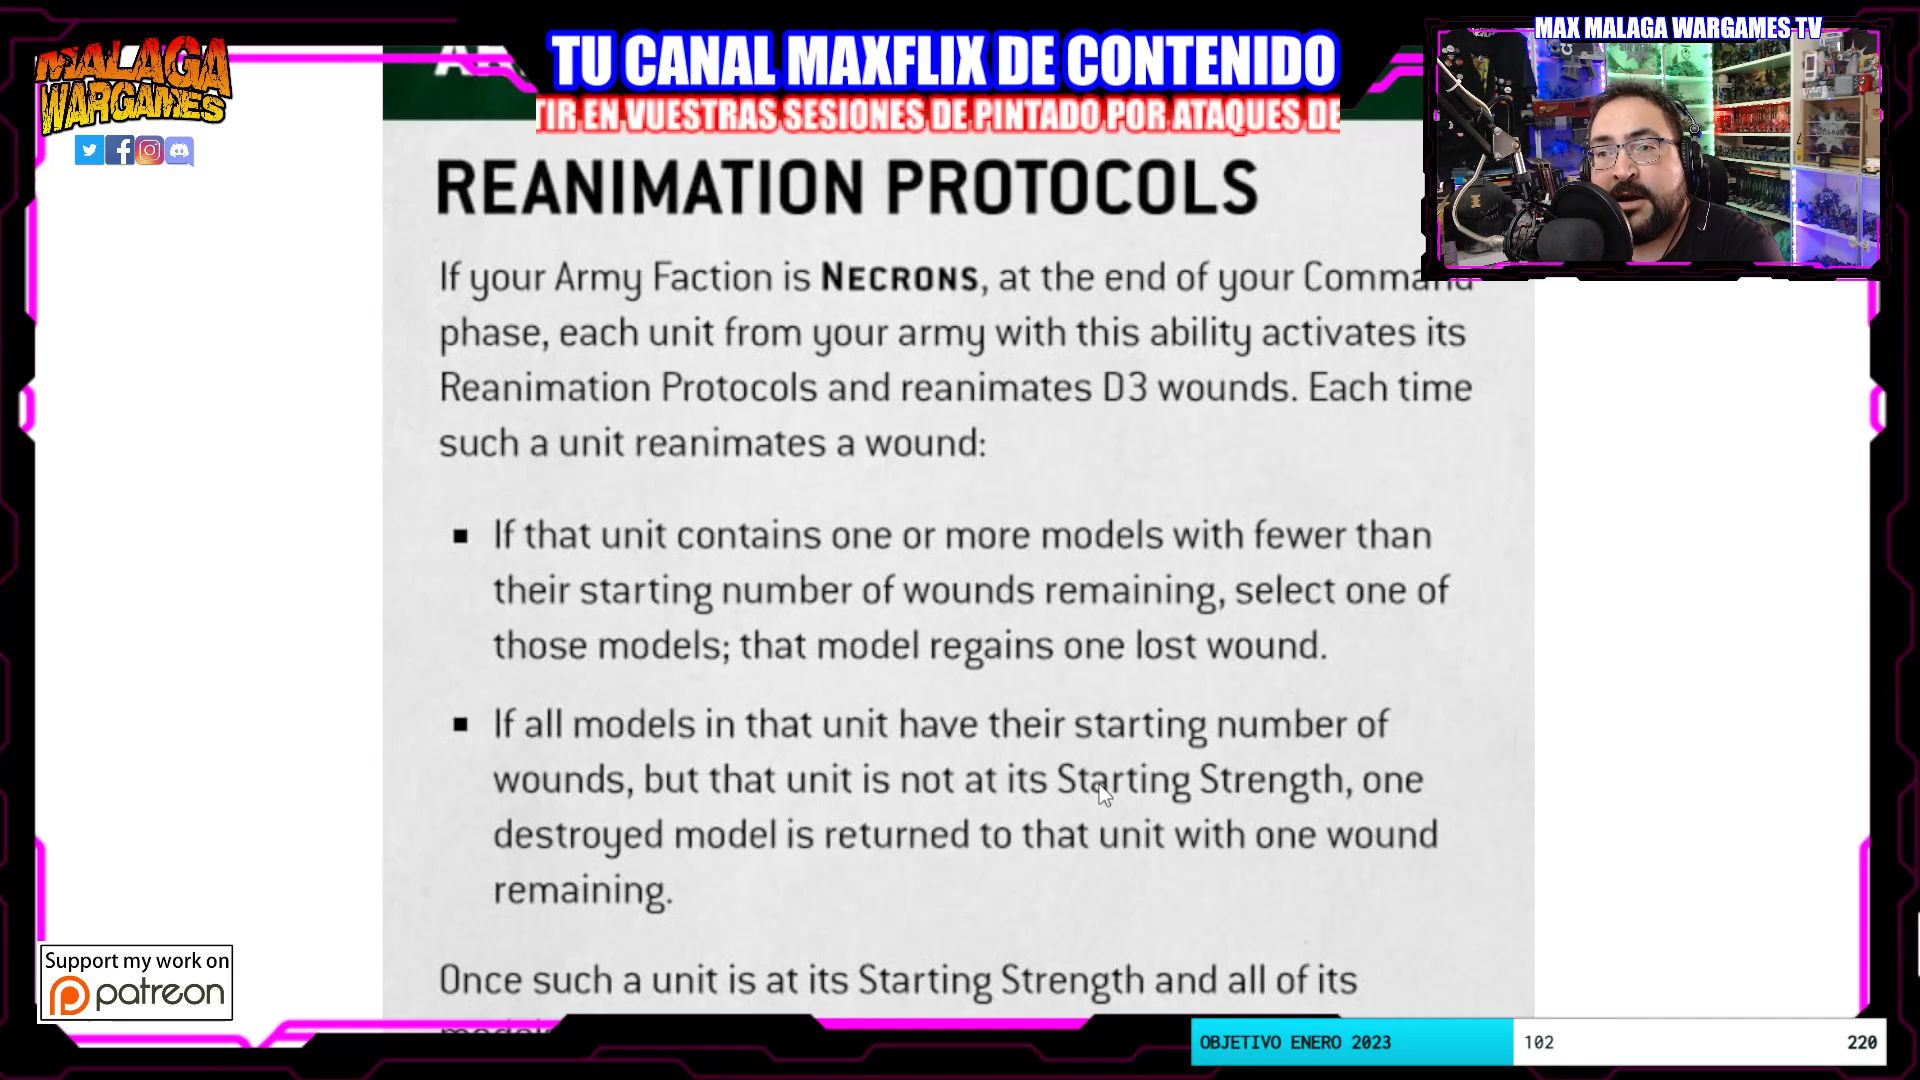 MALAGA
WARGAMES
TU CANAL MAXFLIX DE CONTENIDO
TIR EN VUESTRAS SESIONES DE PINTADO POR ATAQUES DE
MAX MALAGA WARGAMES TV
REANIMATION PROTOCOLS
If your Army Faction is NECRONS, at the end of your Command
phase, each unit from your army with this ability activates its
Reanimation Protocols and reanimates D3 wounds. Each time
such a unit reanimates a wound:
▪ If that unit contains one or more models with fewer than
their starting number of wounds remaining, select one of
those models; that model regains one lost wound.
▪ If all models in that unit have their starting number of
wounds, but that unit is not at its Starting Strength, one
destroyed model is returned to that unit with one wound
remaining.
Once such a unit is at its Starting Strength and all of its
Support my work on
patreon
OBJETIVO ENERO 2023 102 220